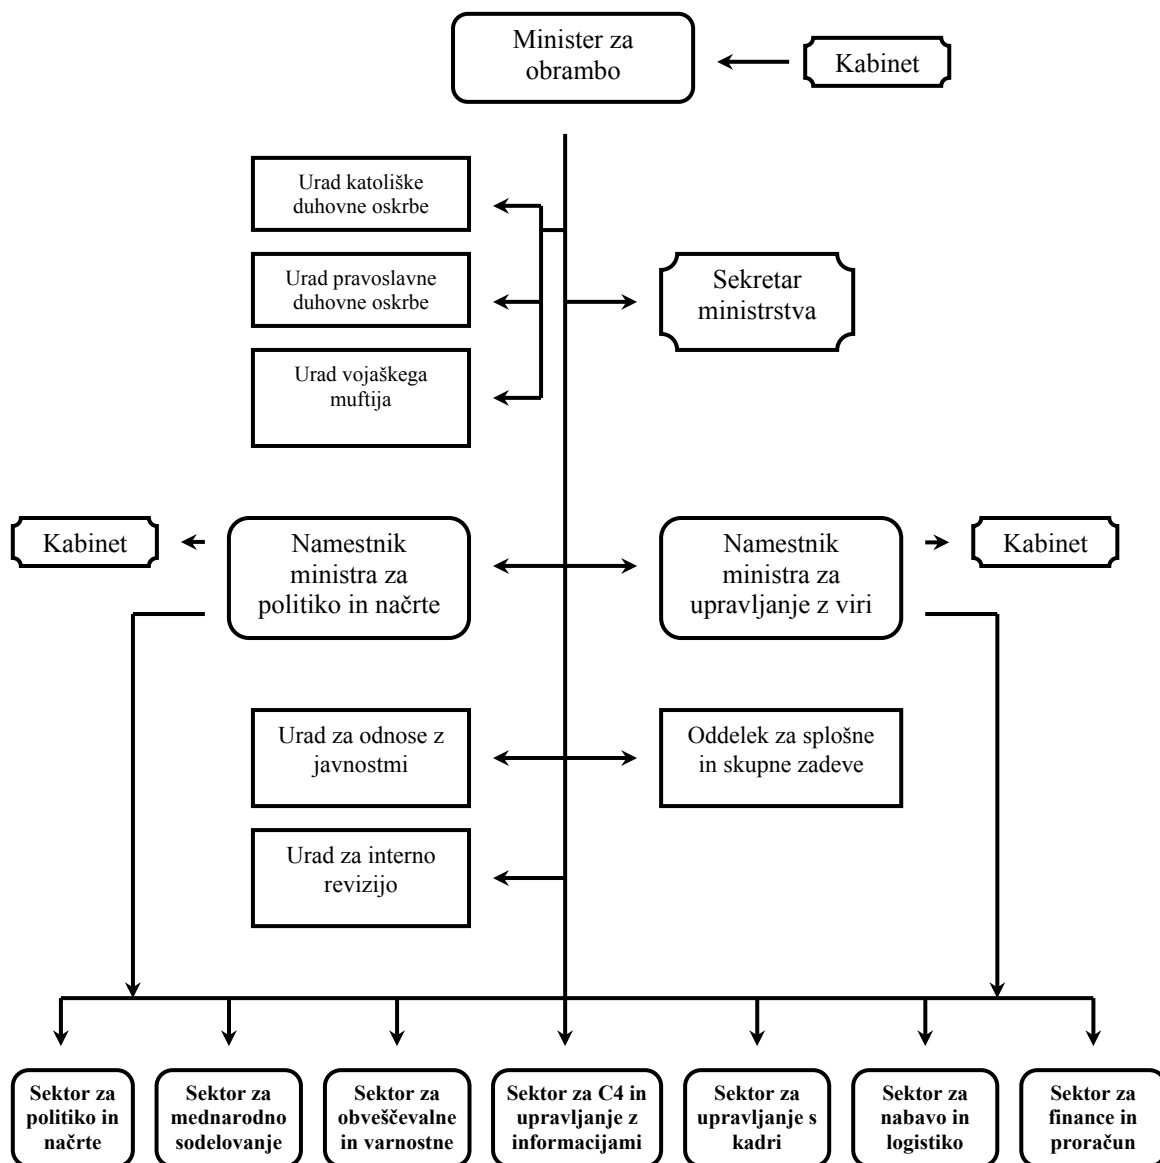 Minister za
obrambo
Kabinet
Urad katoliške
duhovne oskrbe
Urad pravoslavne
duhovne oskrbe
Sekretar
ministrstva
Urad vojaškega
muftija
Kabinet
Namestnik
ministra za
politiko in načrte
Namestnik
ministra za
upravljanje z viri
Kabinet
Urad za odnose z
javnostmi
Oddelek za splošne
in skupne zadeve
Urad za interno
revizijo
Sektor za
politiko in
načrte
Sektor za
mednarodno
sodelovanje
Sektor za
obveščevalne
in varnostne
Sektor za C4 in
upravljanje z
informacijami
Sektor za
upravljanje s
kadri
Sektor za
nabavo in
logistiko
Sektor za
finance in
proračun